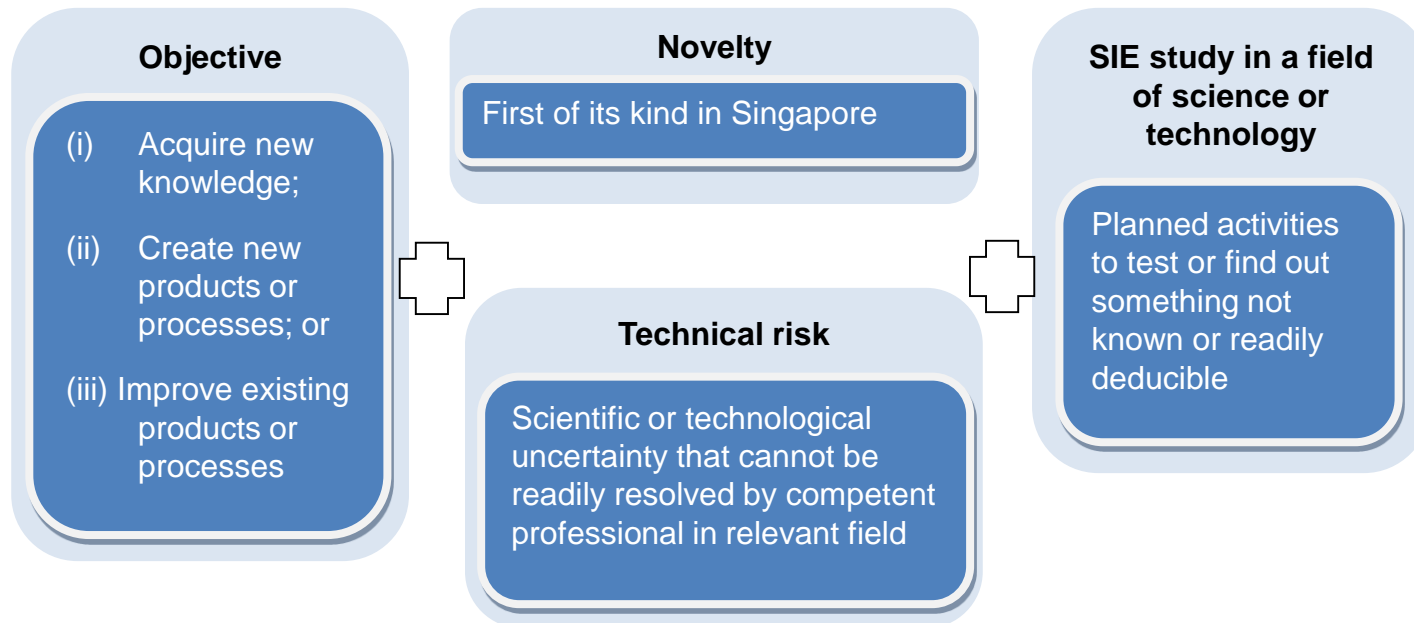 Objective
(i) Acquire new
knowledge;
(ii) Create new
products or
processes; or
(iii) Improve existing
products or
processes
Novelty
First of its kind in Singapore
Technical risk
Scientific or technological
uncertainty that cannot be
readily resolved by competent
professional in relevant field
SIE study in a field
of science or
technology
Planned activities
to test or find out
something not
known or readily
deducible